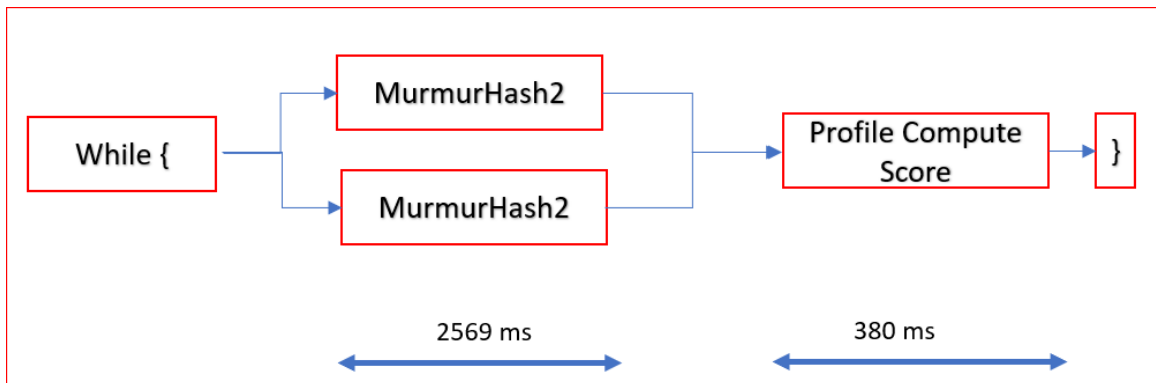 While {
MurmurHash2
MurmurHash2
Profile Compute
Score
}
2569 ms
380 ms